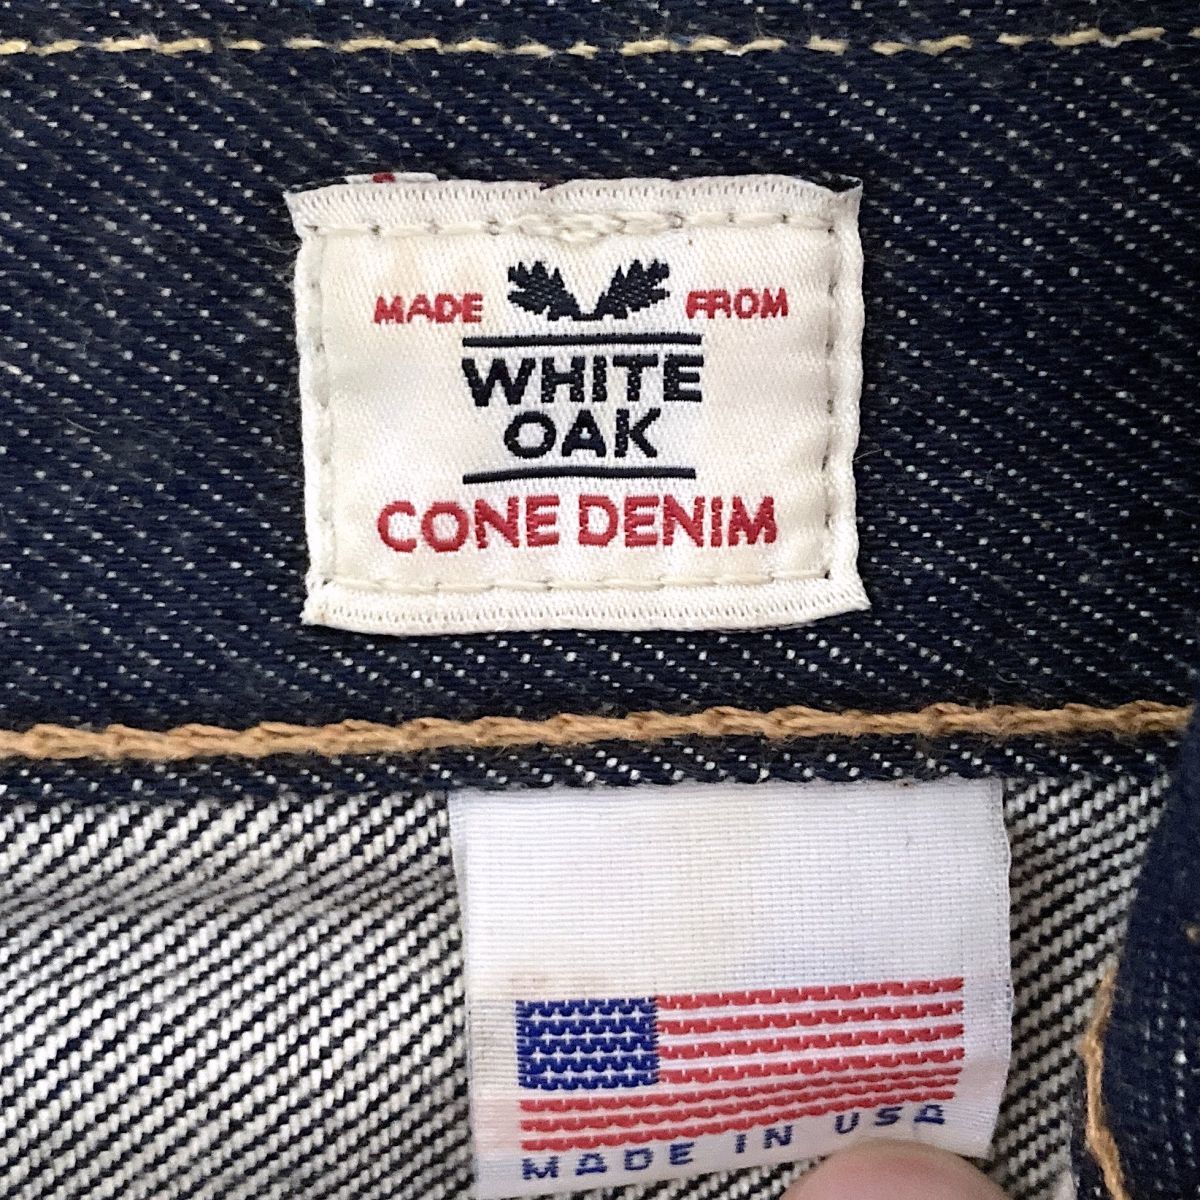 MADE FROM
WHITE
OAK
CONE DENIM
MADE IN USA